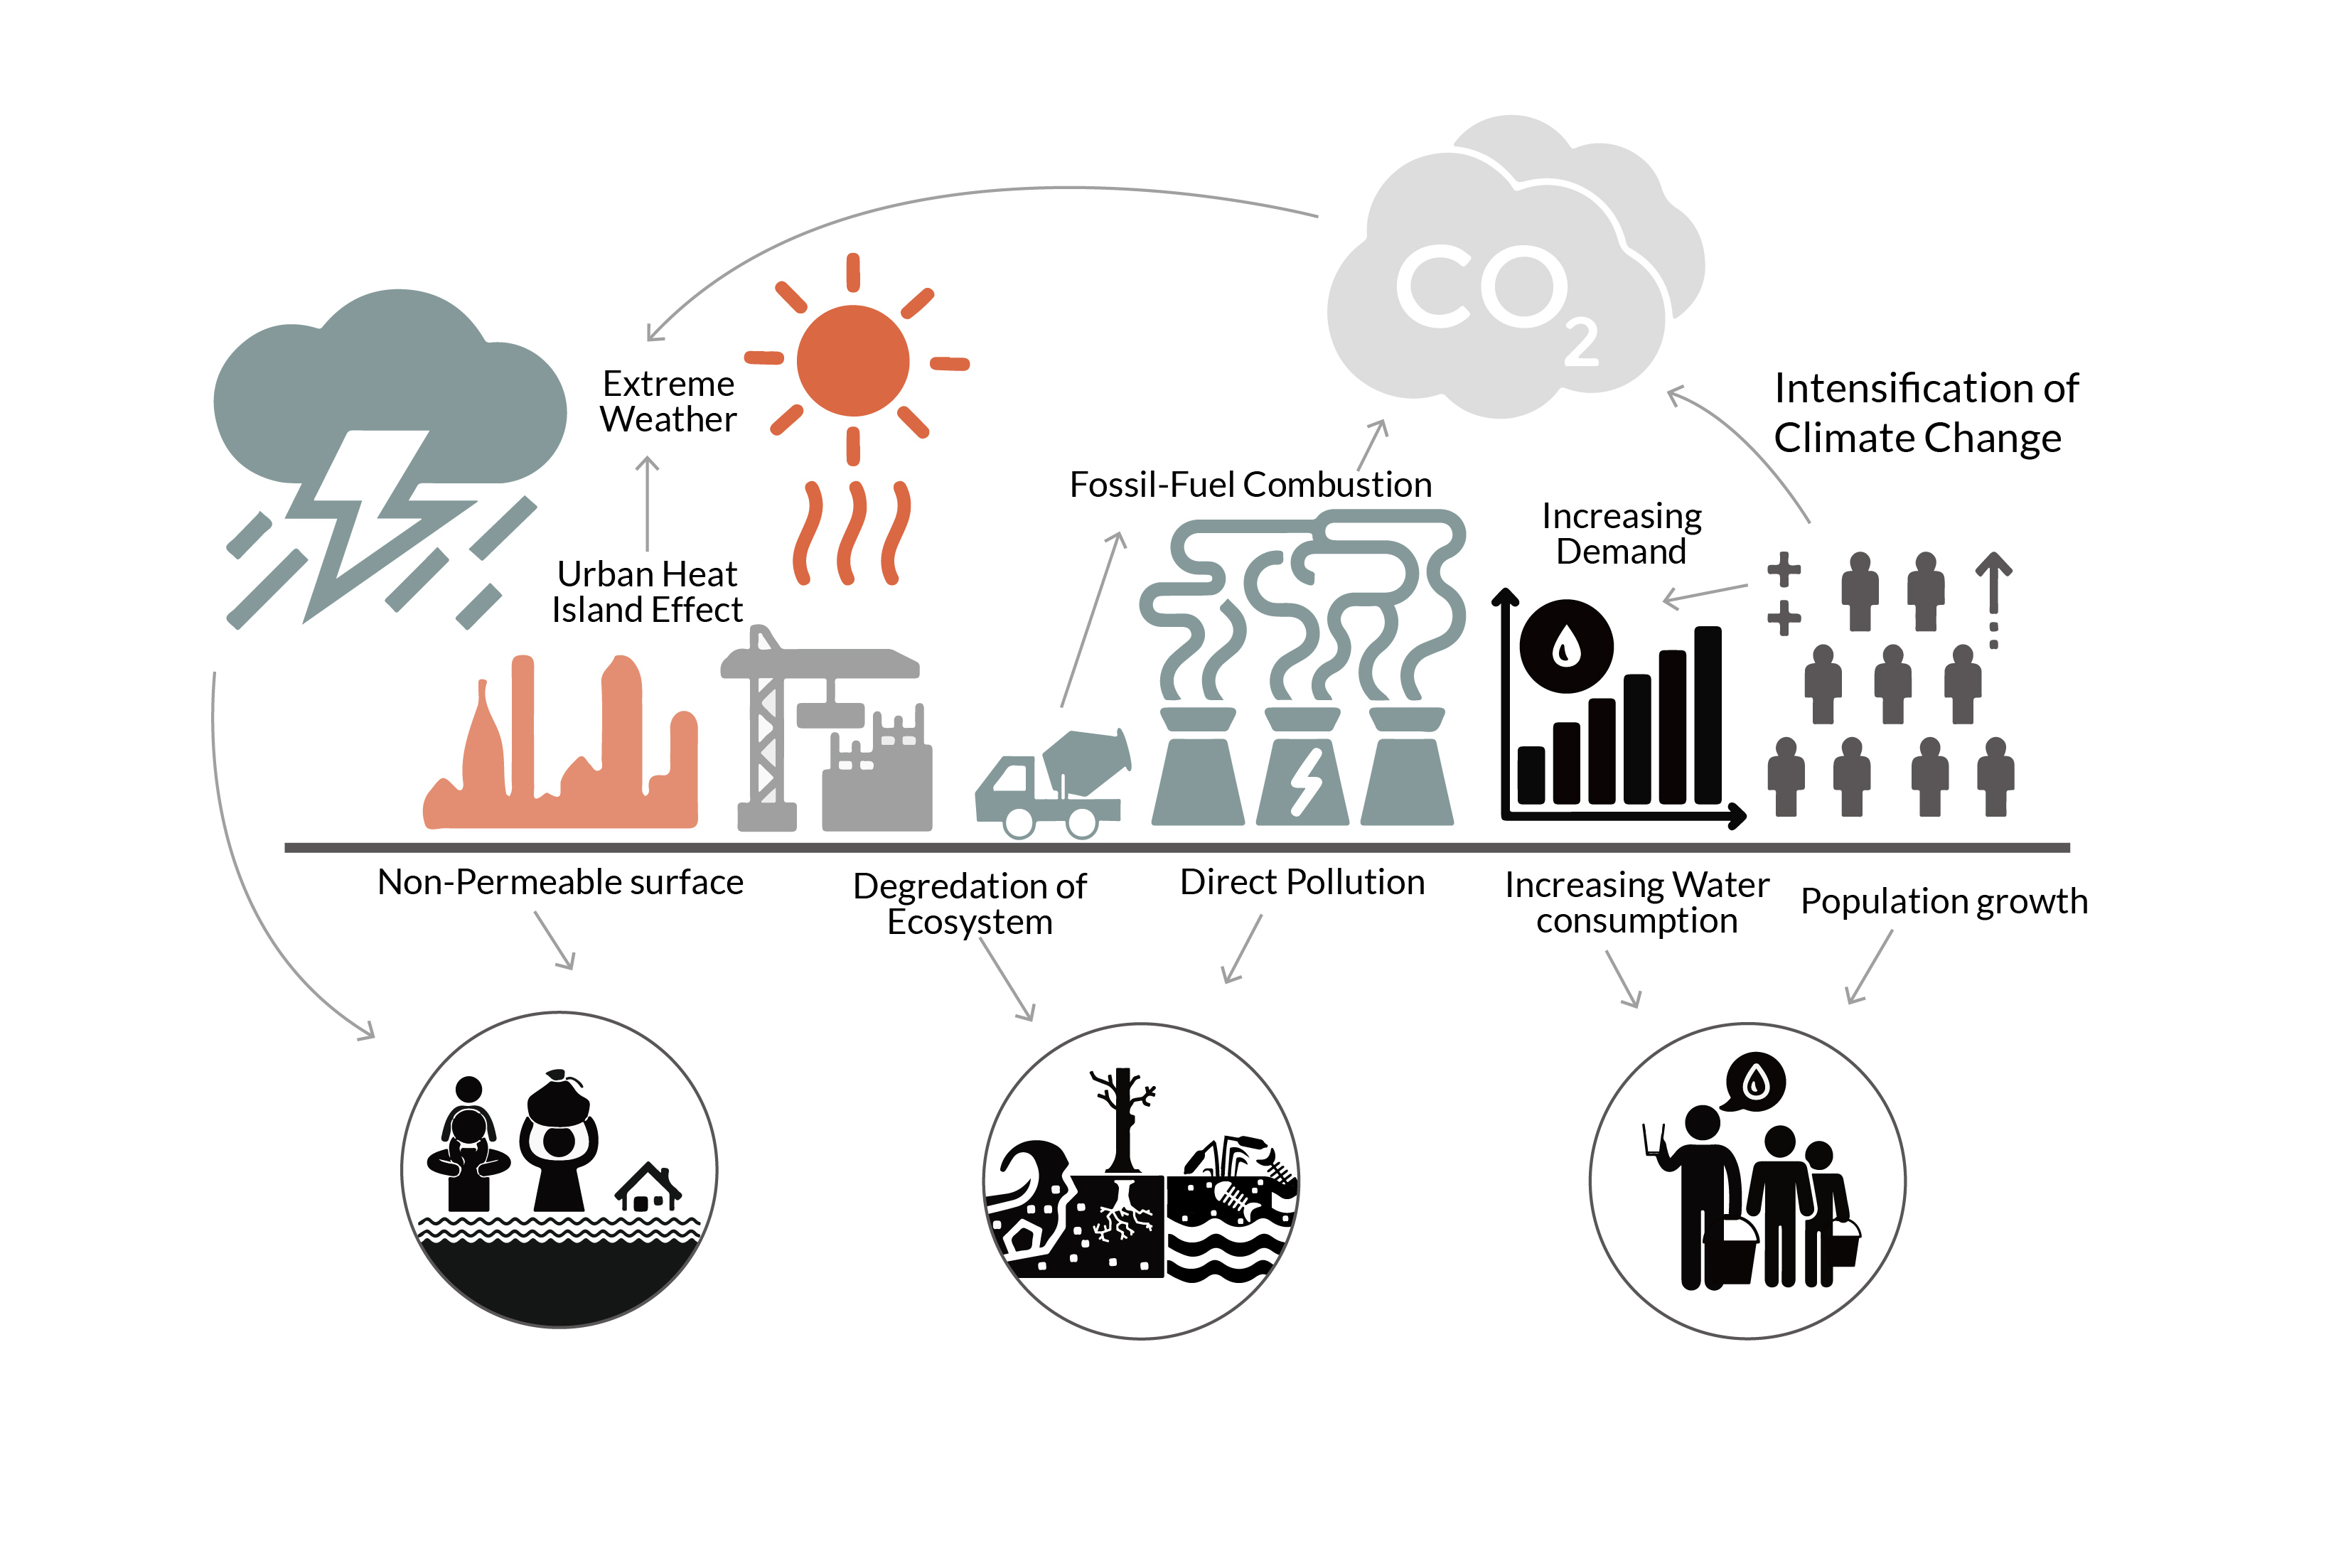 CO2
Extreme
Weather
Intensification of
Climate Change
Fossil-Fuel Combustion
Increasing
Demand
Urban Heat
Island Effect
Non-Permeable surface
Degredation of
Ecosystem
Direct Pollution
Increasing Water
consumption
Population growth